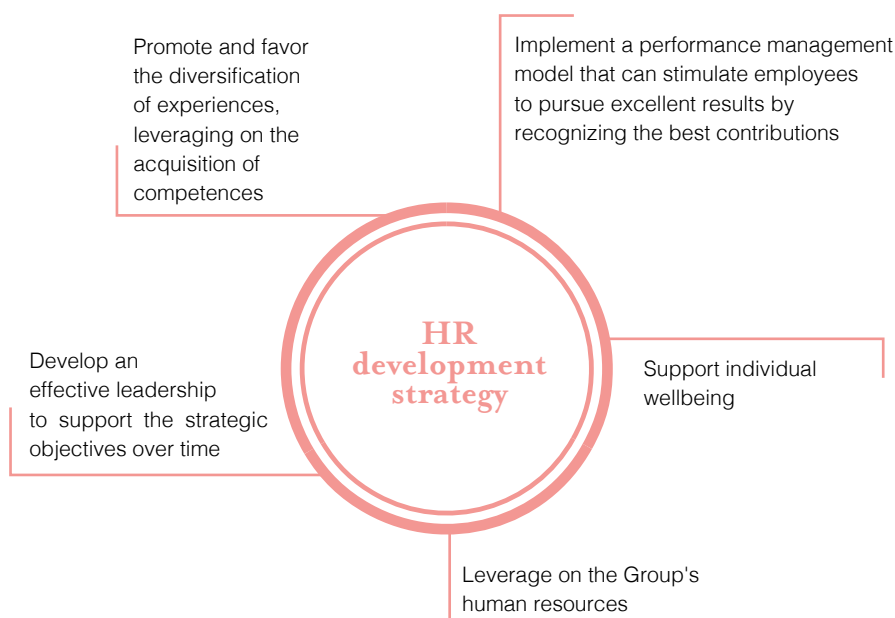 Promote and favor
the diversification
of experiences,
leveraging on the
acquisition of
competences
Implement a performance management
model that can stimulate employees
to pursue excellent results by
recognizing the best contributions
HR
development
strategy
Develop an
effective leadership
to support the strategic
objectives over time
Support individual
wellbeing
Leverage on the Group's
human resources